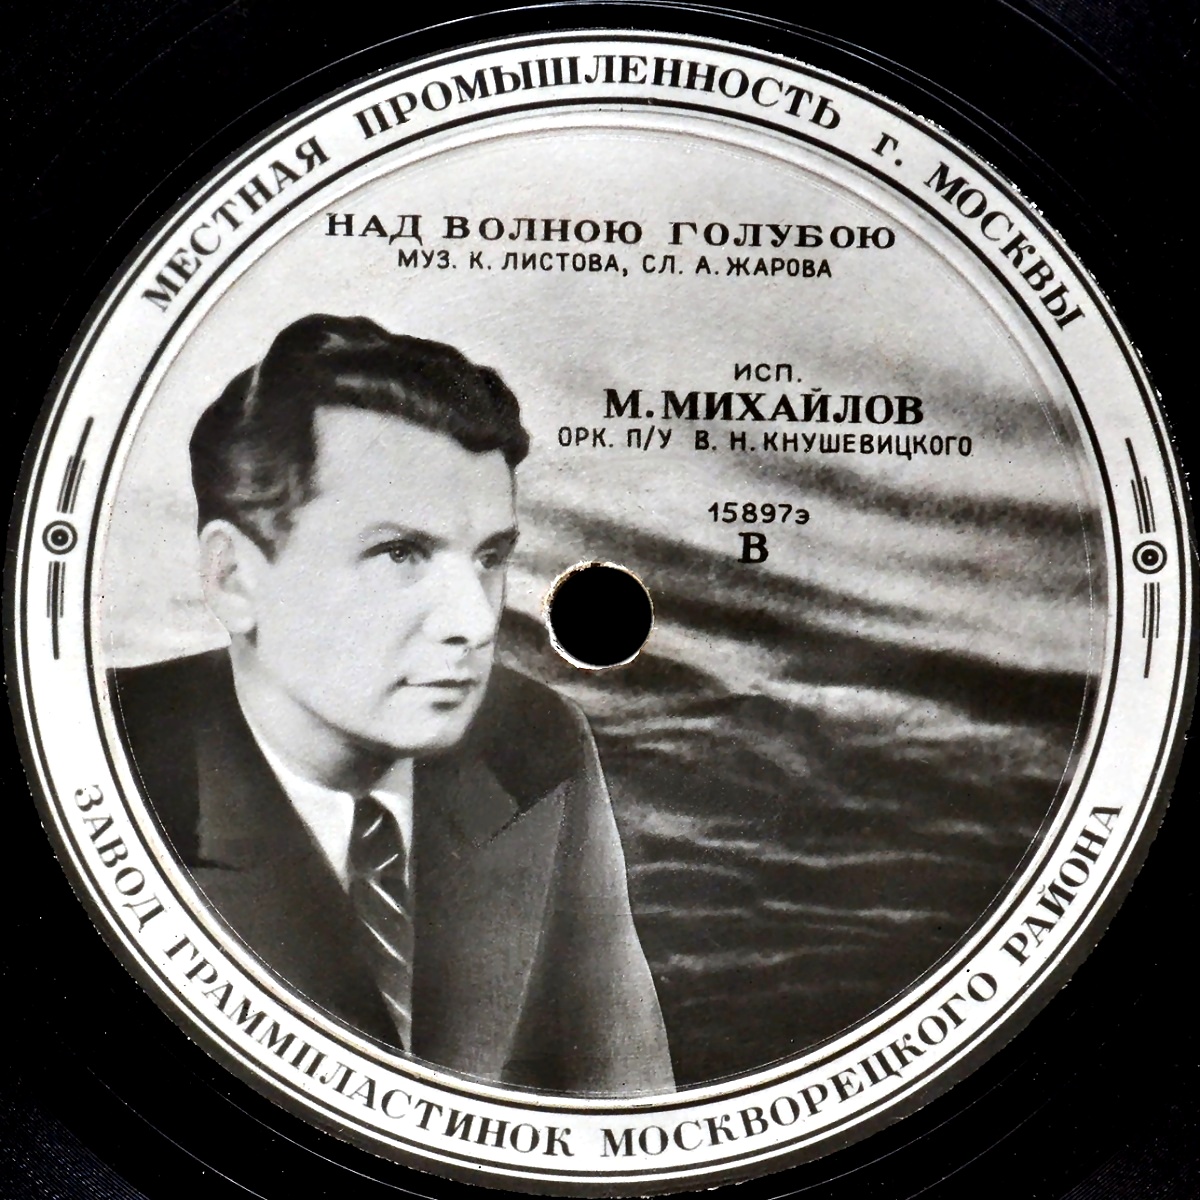 МЕСТНАЯ ПРОМЫШЛЕННОСТЬ г. МОСКВЫ
НАД ВОЛНОЮ ГОЛУБОЮ
МУЗ. К. ЛИСТОВА, СЛ. А. ЖАРОВА
ИСП.
М. МИХАЙЛОВ
ОРК. П/У В. Н. КНУШЕВИЦКОГО
15897э
В
ЗАВОД ГРАММПЛАСТИНОК МОСКВОРЕЦКОГО РАЙОНА